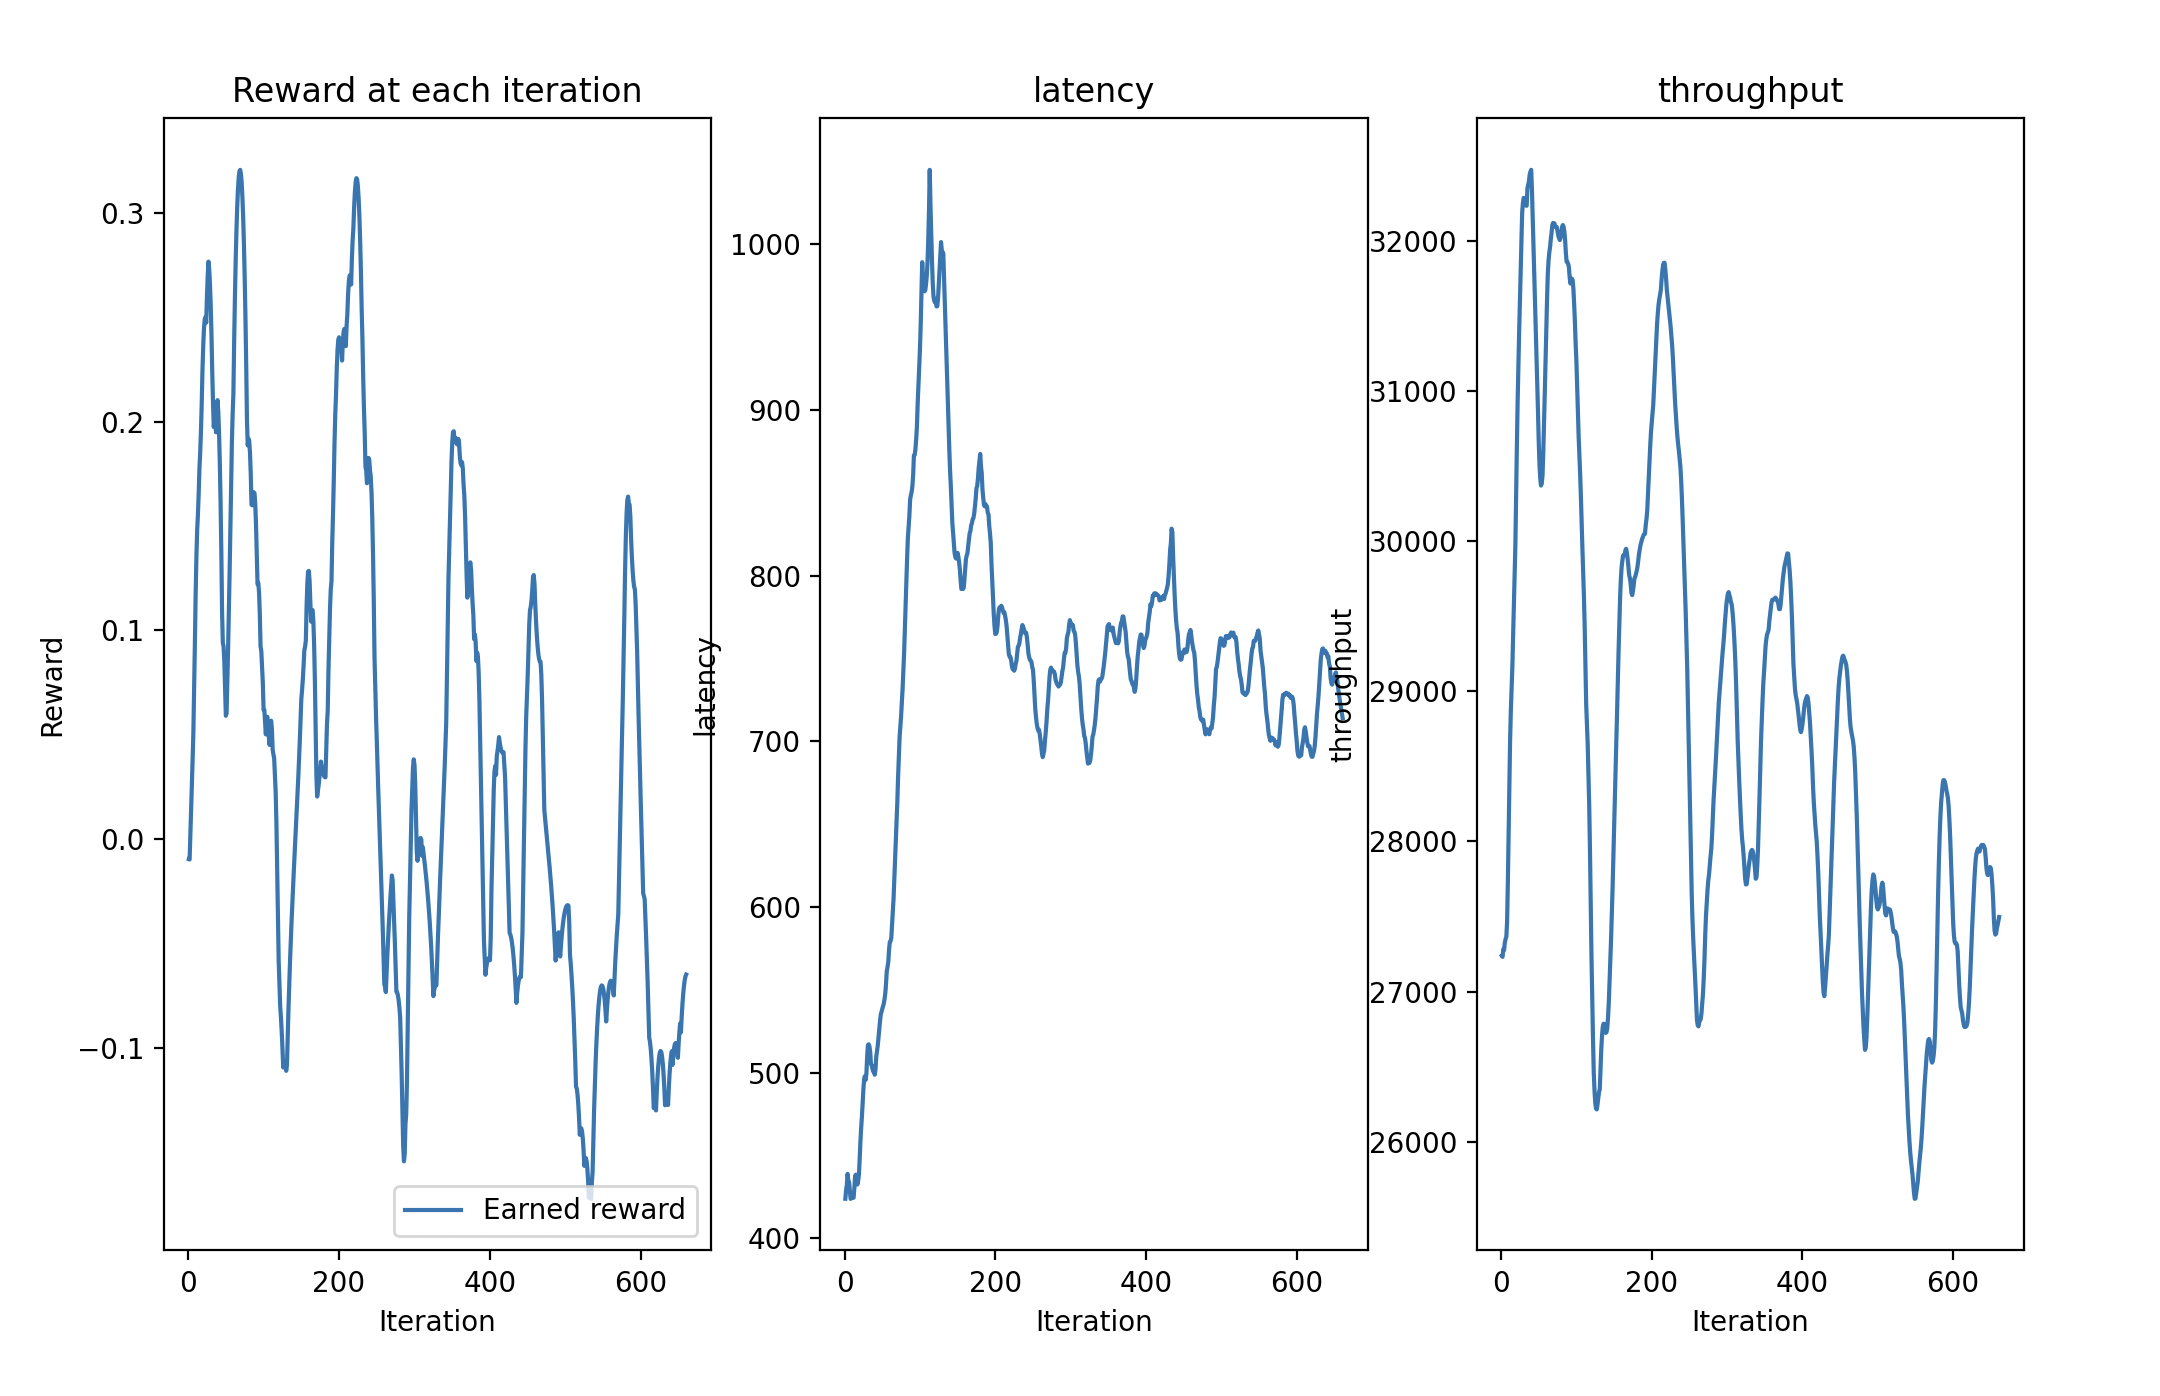 Reward at each iteration
0.3
0.2
0.1
0.0
−0.1
Reward
Earned reward
0 200 400 600
Iteration
latency
1000
900
800
700
600
500
400
latency
0 200 400 600
Iteration
throughput
32000
31000
30000
29000
28000
27000
26000
throughput
0 200 400 600
Iteration